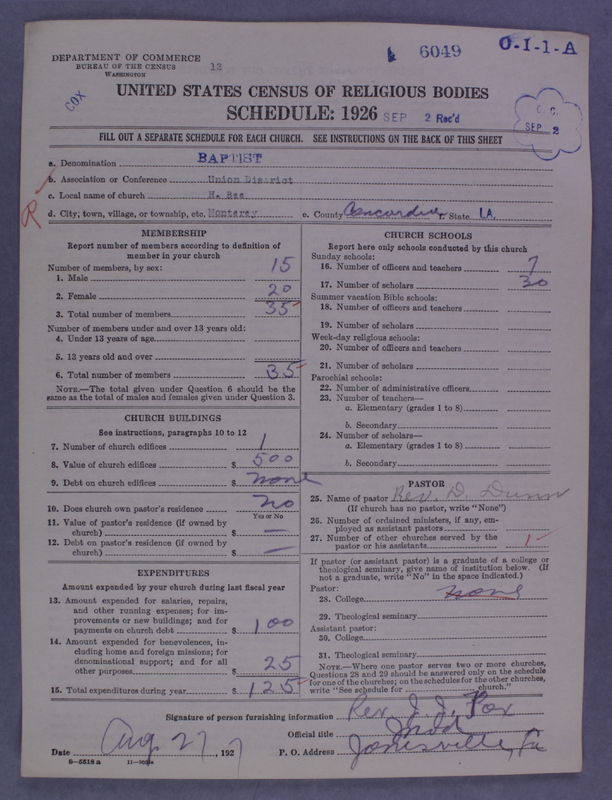 DEPARTMENT OF COMMERCE
BUREAU OF THE CENSUS
WASHINGTON
12
6049
O-I-1-A
COX
UNITED STATES CENSUS OF RELIGIOUS BODIES
SCHEDULE: 1926
SEP 2 Rec'd
SEP 2
FILL OUT A SEPARATE SCHEDULE FOR EACH CHURCH. SEE INSTRUCTIONS ON THE BACK OF THIS SHEET
a. Denomination BAPTIST
b. Association or Conference Union District
c. Local name of church H. Bee
R
d. City, town, village, or township, etc. Monterey e. County Concordia f. State LA.
MEMBERSHIP
Report number of members according to definition of member in your church
Number of members, by sex:
1. Male 15
2. Female 20
3. Total number of members 35
Number of members under and over 13 years old:
4. Under 13 years of age
5. 13 years old and over
6. Total number of members 35
NOTE.—The total given under Question 6 should be the
same as the total of males and females given under Question 3.
CHURCH BUILDINGS
See instructions, paragraphs 10 to 12
7. Number of church edifices 1
8. Value of church edifices $ 500
9. Debt on church edifices $ none
10. Does church own pastor's residence no
Yes or No
11. Value of pastor's residence (if owned by
church) $ —
12. Debt on pastor's residence (if owned by
church) $ —
EXPENDITURES
Amount expended by your church during last fiscal year
13. Amount expended for salaries, repairs,
and other running expenses; for im-
provements or new buildings; and for
payments on church debt $ 100
14. Amount expended for benevolences, in-
cluding home and foreign missions; for
denominational support; and for all
other purposes $ 25
15. Total expenditures during year $ 125
CHURCH SCHOOLS
Report here only schools conducted by this church
Sunday schools:
16. Number of officers and teachers 7
17. Number of scholars 30
Summer vacation Bible schools:
18. Number of officers and teachers
19. Number of scholars
Week-day religious schools:
20. Number of officers and teachers
21. Number of scholars
Parochial schools:
22. Number of administrative officers
23. Number of teachers—
a. Elementary (grades 1 to 8)
b. Secondary
24. Number of scholars—
a. Elementary (grades 1 to 8)
b. Secondary
PASTOR
25. Name of pastor Rev. D. Dunn
(If church has no pastor, write "None")
26. Number of ordained ministers, if any, em-
ployed as assistant pastors
27. Number of other churches served by the
pastor or his assistants 1
If pastor (or assistant pastor) is a graduate of a college or
theological seminary, give name of institution below. (If
not a graduate, write "No" in the space indicated.)
Pastor:
28. College none
29. Theological seminary
Assistant pastor:
30. College
31. Theological seminary
NOTE.—Where one pastor serves two or more churches,
Questions 28 and 29 should be answered only on the schedule
for one of the churches; on the schedules for the other churches,
write "See schedule for church."
Signature of person furnishing information Rev. J. J. Fox
Official title Modd
Date Aug 27, 1927
P. O. Address Jonesville, La
8-5518a 11-9